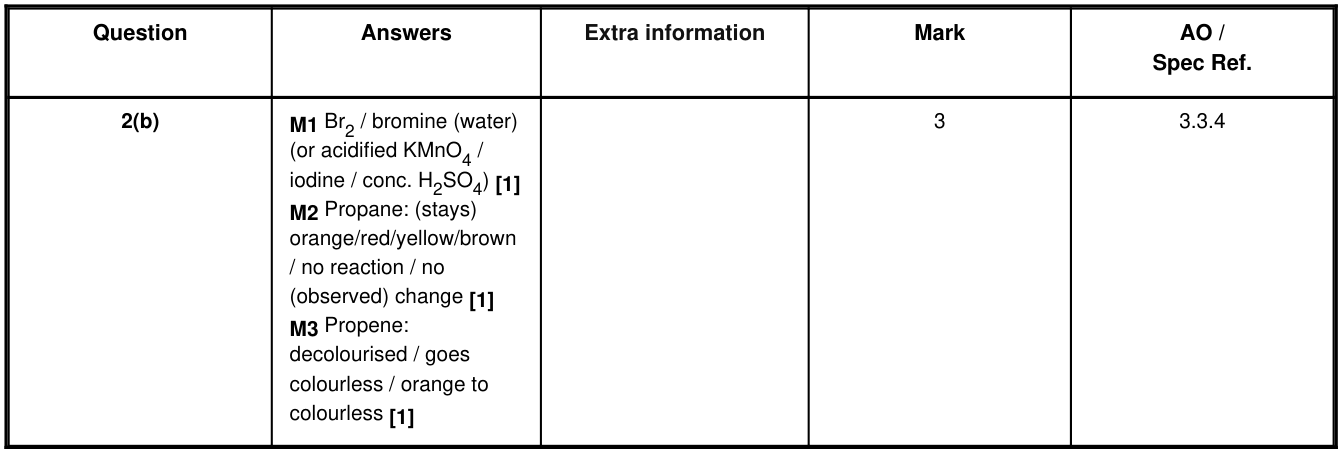 Question
Answers
Extra information
Mark
AO /
Spec Ref.
2(b)
M1 Br2 / bromine (water)
(or acidified KMnO4 /
iodine / conc. H2SO4) [1]
M2 Propane: (stays)
orange/red/yellow/brown
/ no reaction / no
(observed) change [1]
M3 Propene:
decolourised / goes
colourless / orange to
colourless [1]
3
3.3.4